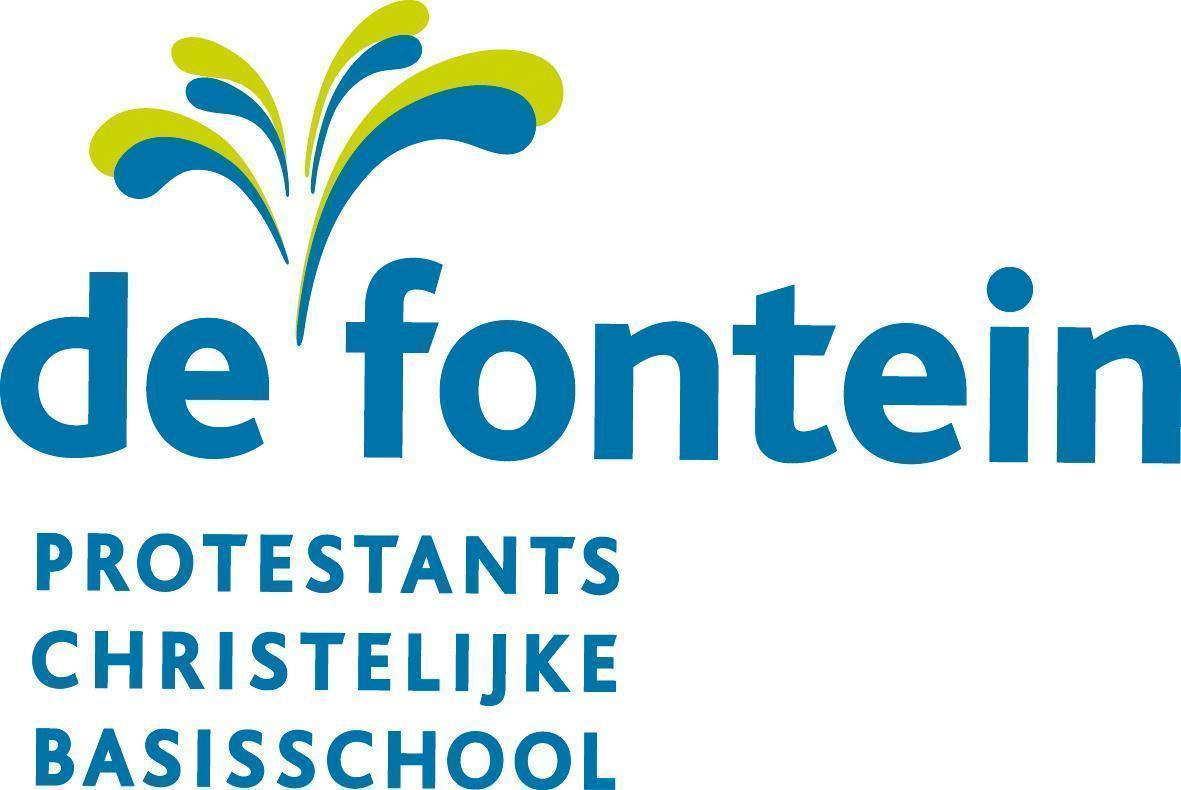 de fontein
PROTESTANTS
CHRISTELIJKE
BASISSCHOOL